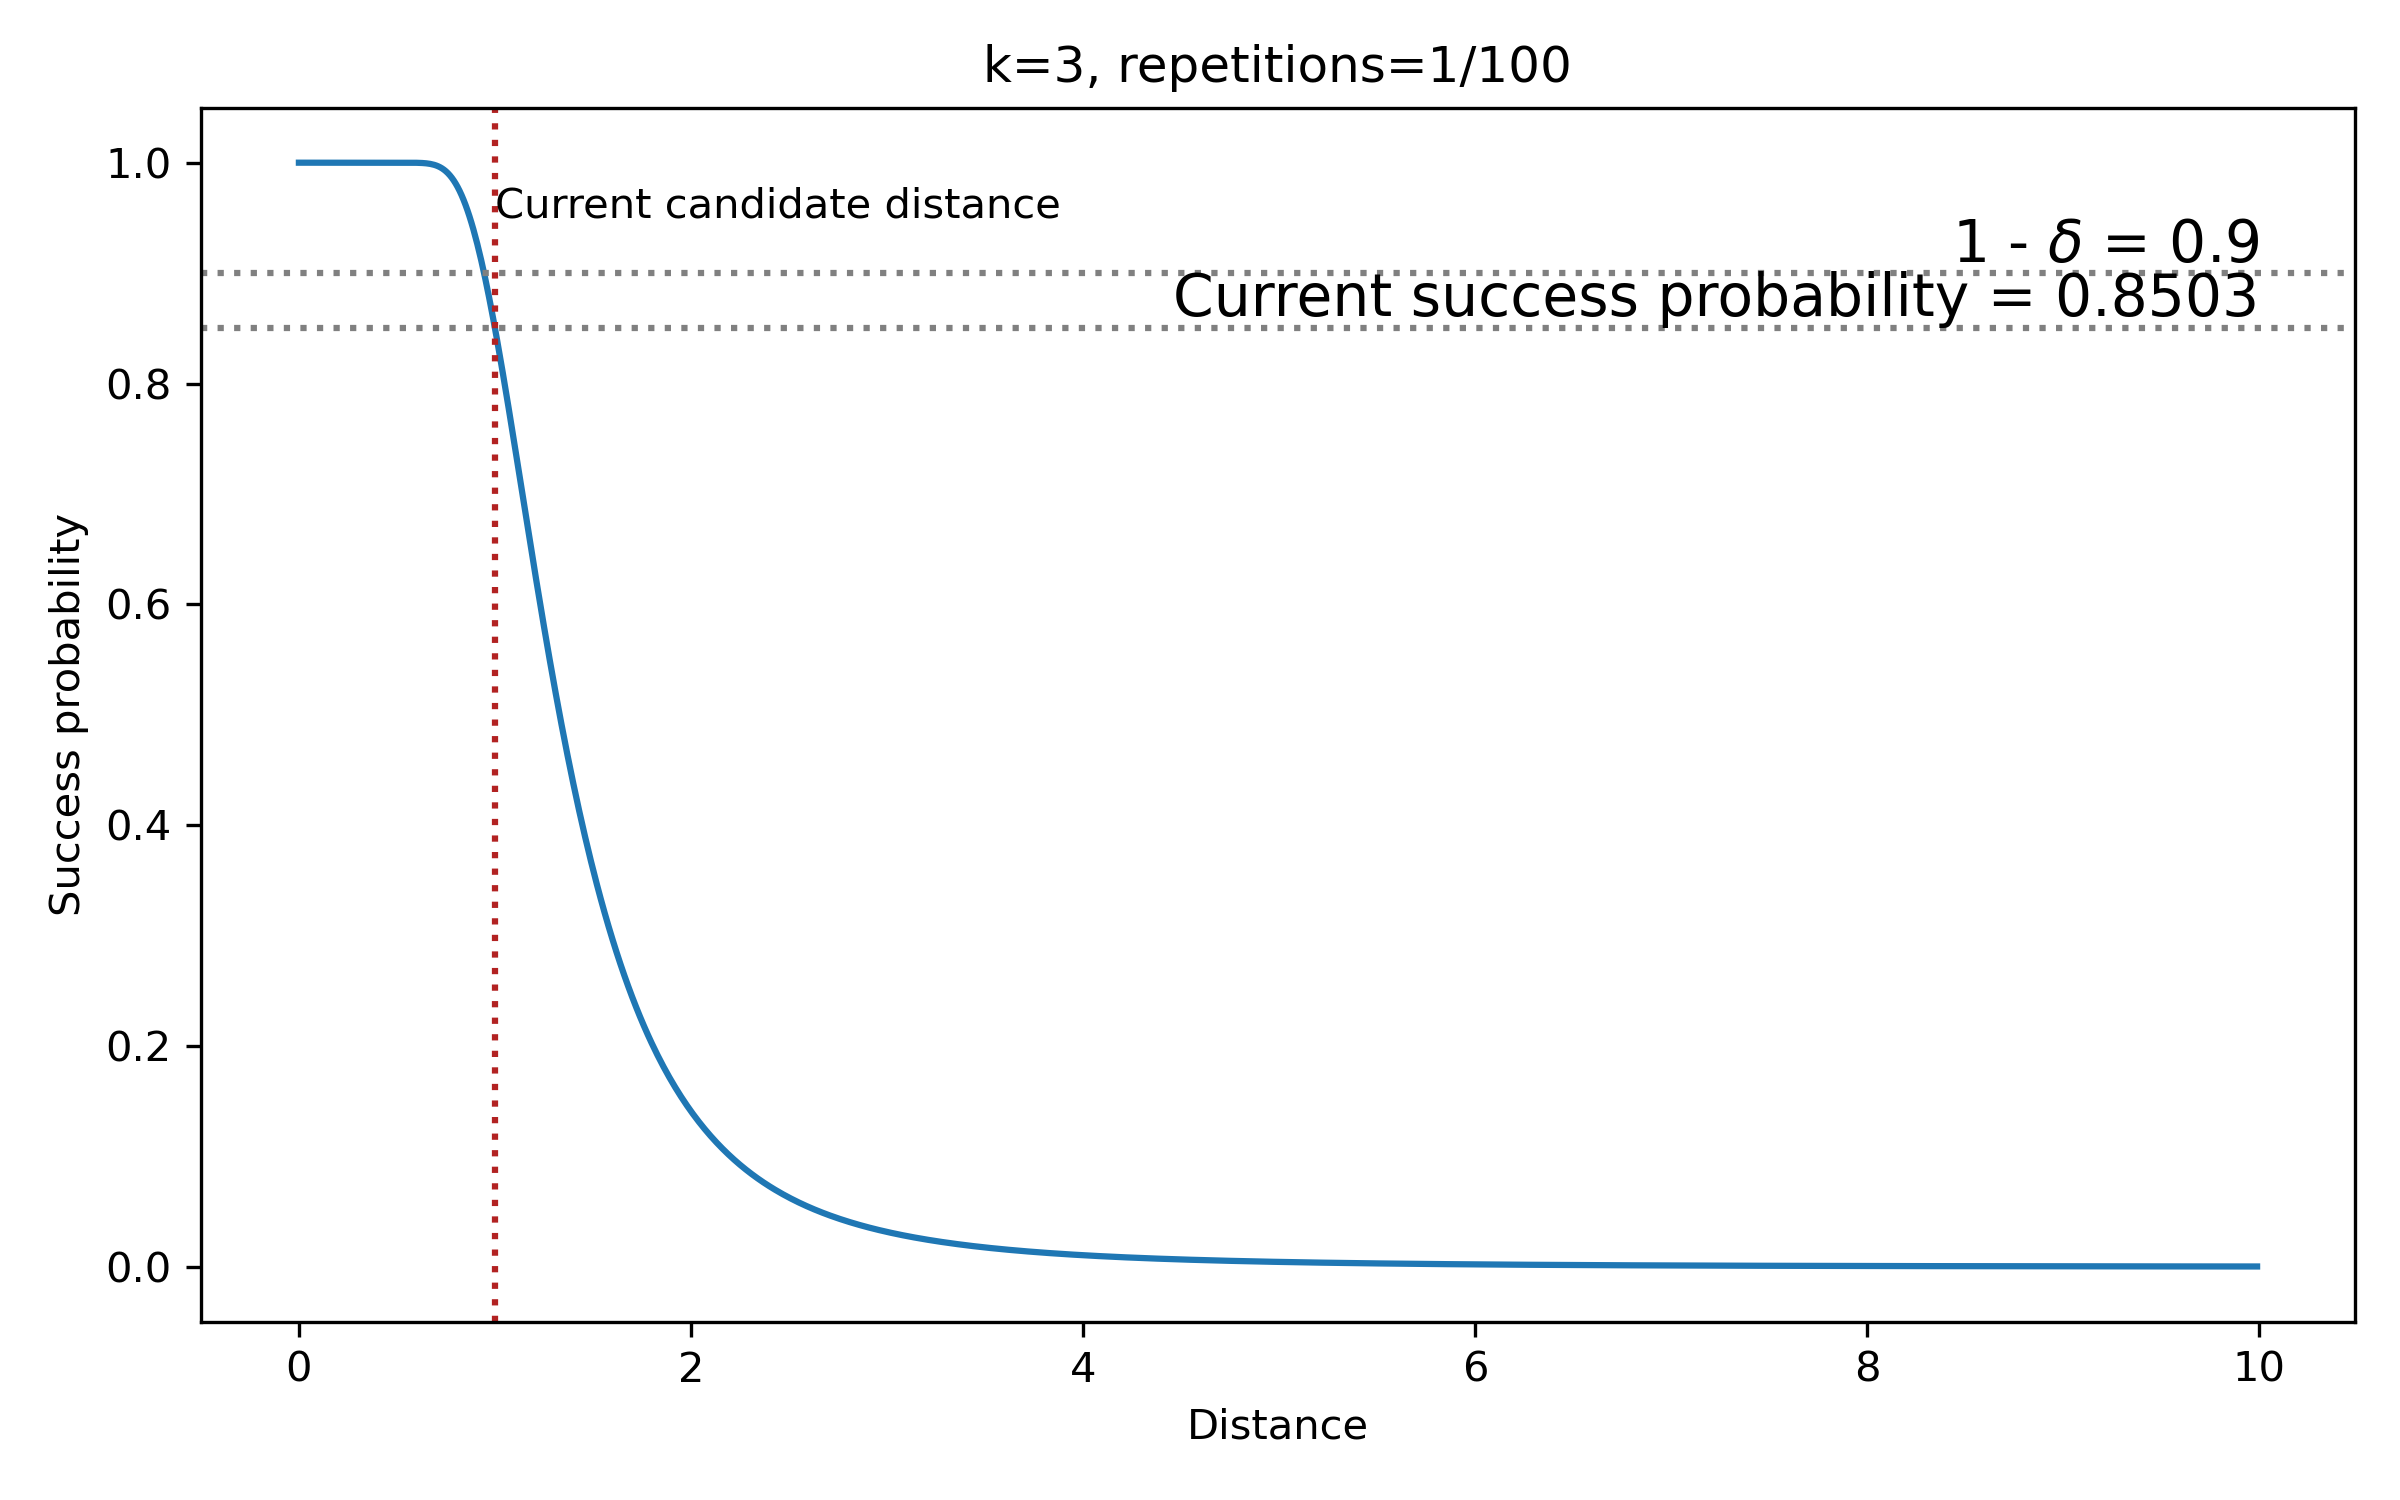 k=3, repetitions=1/100
1.0
Current candidate distance
1 - δ = 0.9
Current success probability = 0.8503
0.8
0.6
0.4
0.2
0.0
Success probability
0 2 4 6 8 10
Distance